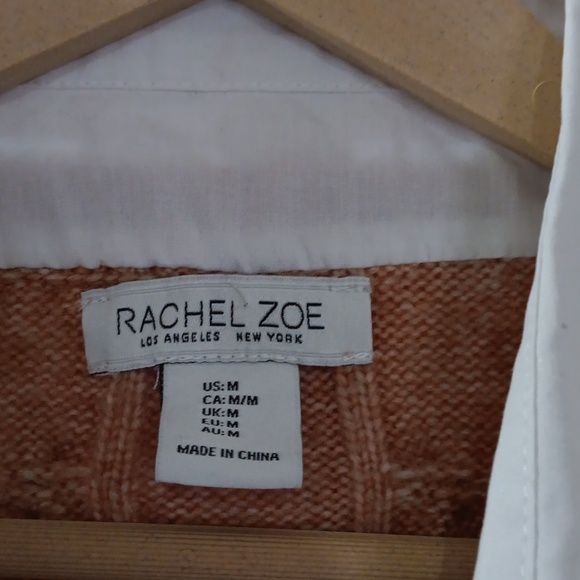 RACHEL ZOE
LOS ANGELES NEW YORK
US: M
CA: M/M
UK: M
EU: M
AU: M
MADE IN CHINA